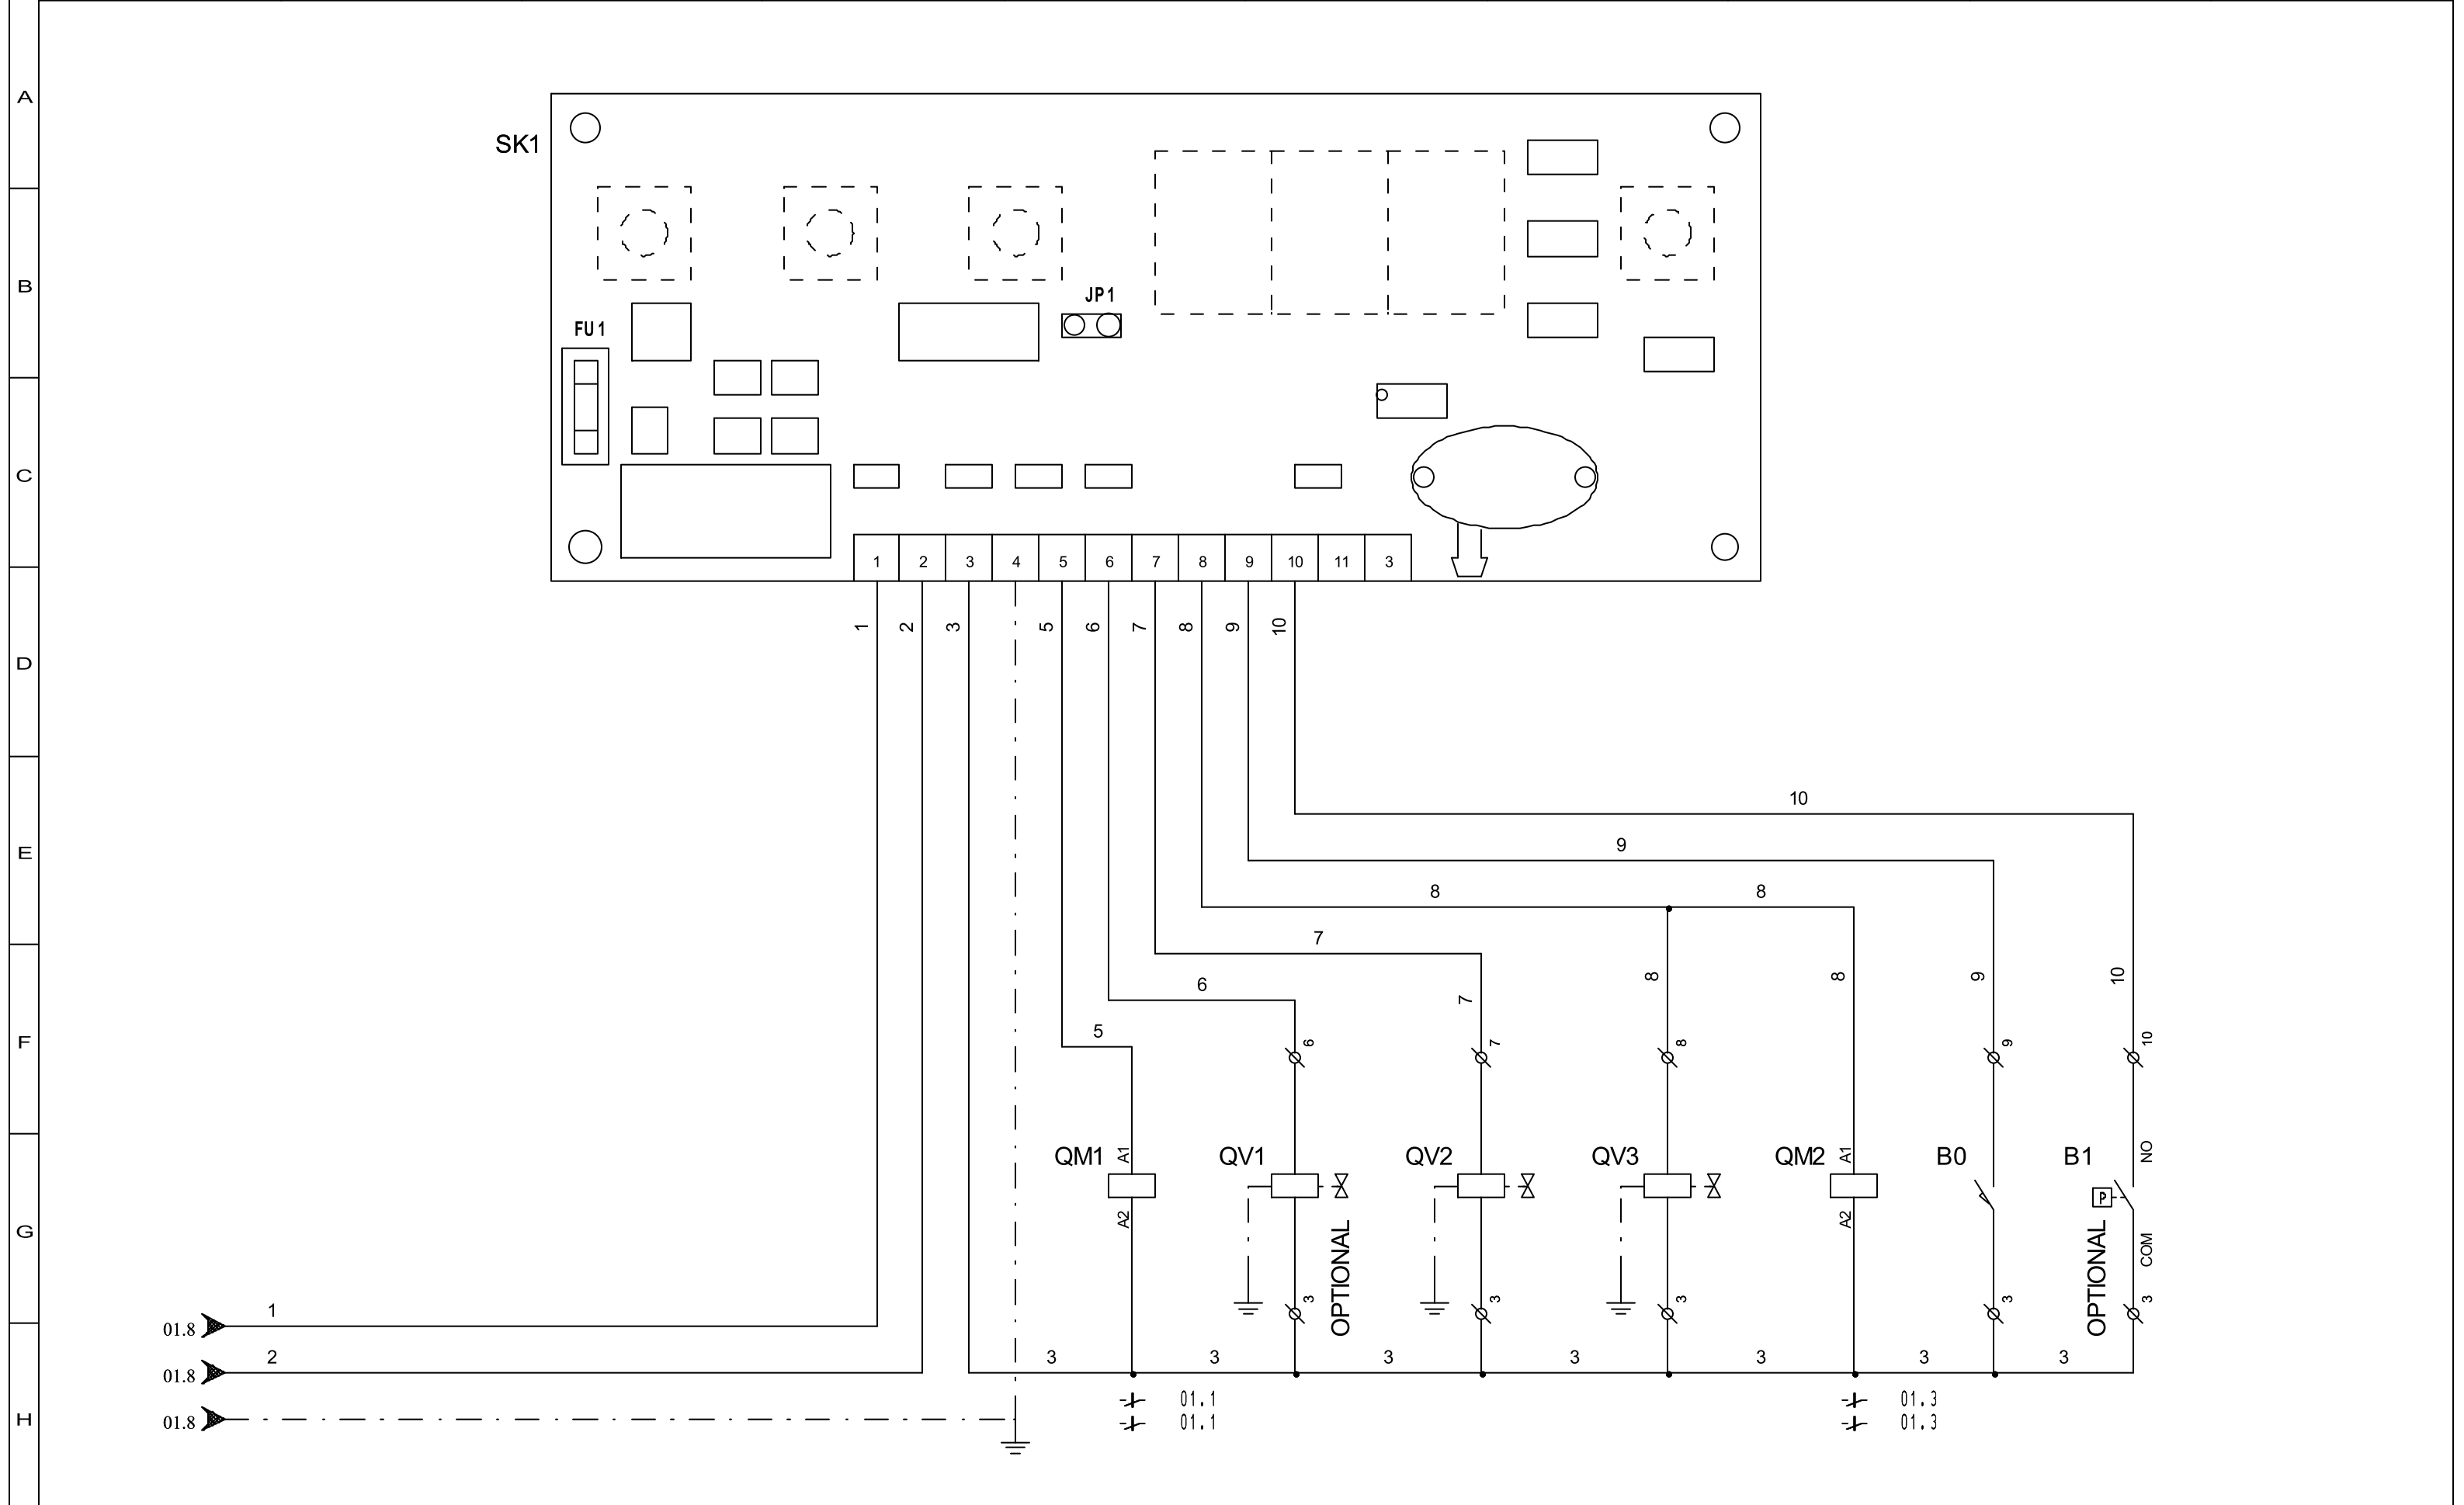 A
SK1
B
JP1
FU1
C
1 2 3 4 5 6 7 8 9 10 11 3
1 2 3 5 6 7 8 9 10
D
10
E
9
8 8
7
8 8 9 10
6
7
5
F
6 7 8 9 10
QM1 A1 QV1 QV2 QV3 QM2 A1 B0 B1 NO
P
A2 A2
G
OPTIONAL OPTIONAL COM
3 3 3 3 3
1
01.8
2 3 3 3 3 3 3 3
01.8
01.1 01.3
H
01.8 01.1 01.3